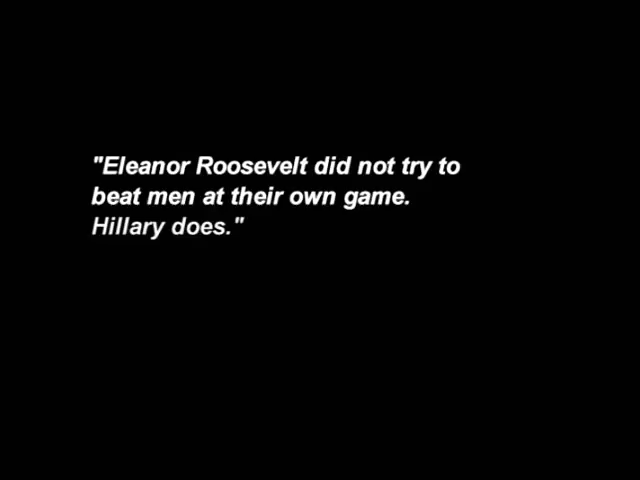 "Eleanor Roosevelt did not try to
beat men at their own game.
Hillary does."